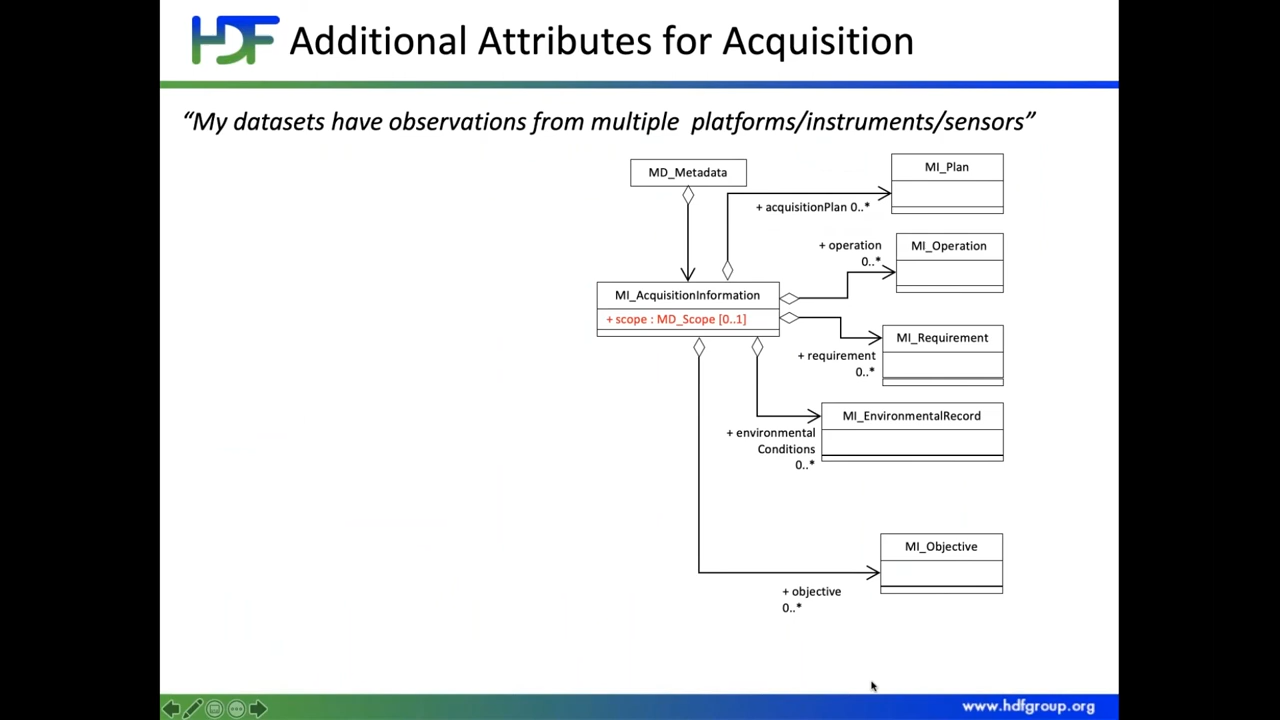 HDF Additional Attributes for Acquisition
“My datasets have observations from multiple platforms/instruments/sensors”
MD_Metadata
MI_Plan
+ acquisitionPlan 0..*
+ operation
0..*
MI_Operation
MI_AcquisitionInformation
+ scope : MD_Scope [0..1]
MI_Requirement
+ requirement
0..*
MI_EnvironmentalRecord
+ environmental
Conditions
0..*
MI_Objective
+ objective
0..*
www.hdfgroup.org